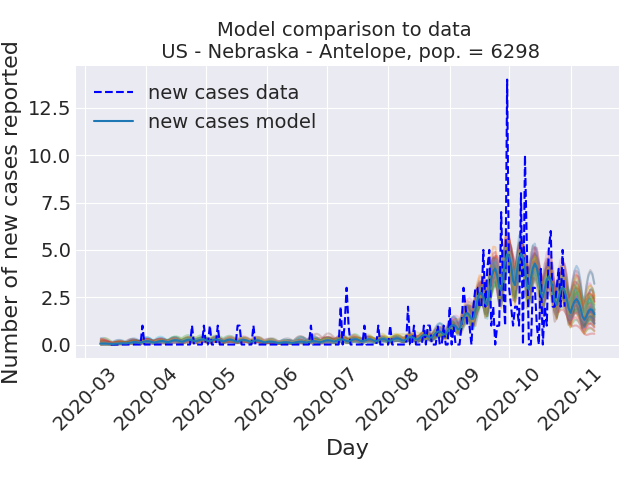 Model comparison to data
US - Nebraska - Antelope, pop. = 6298
Number of new cases reported
12.5
10.0
7.5
5.0
2.5
0.0
new cases data
new cases model
2020-03
2020-04
2020-05
2020-06
2020-07
2020-08
2020-09
2020-10
2020-11
Day